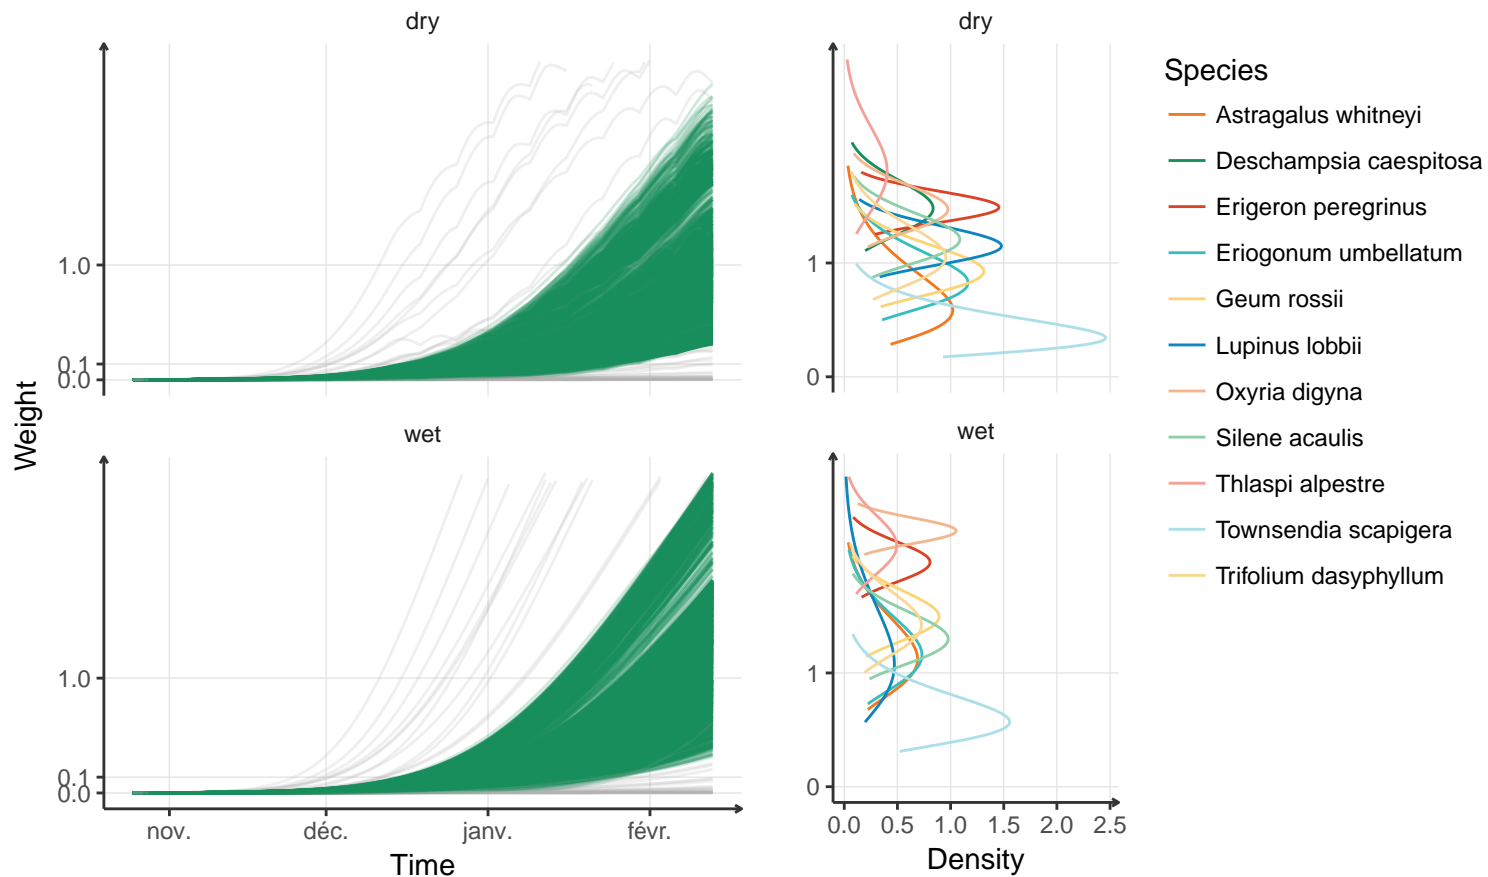 dry
dry
Species
Astragalus whitneyi
Deschampsia caespitosa
Erigeron peregrinus
Eriogonum umbellatum
Geum rossii
Lupinus lobbii
Oxyria digyna
Silene acaulis
Thlaspi alpestre
Townsendia scapigera
Trifolium dasyphyllum
Weight
1.0
0.1
0.0
1
0
wet
wet
1.0
0.1
0.0
1
0
nov.
déc.
janv.
févr.
0.0
0.5
1.0
1.5
2.0
2.5
Time
Density